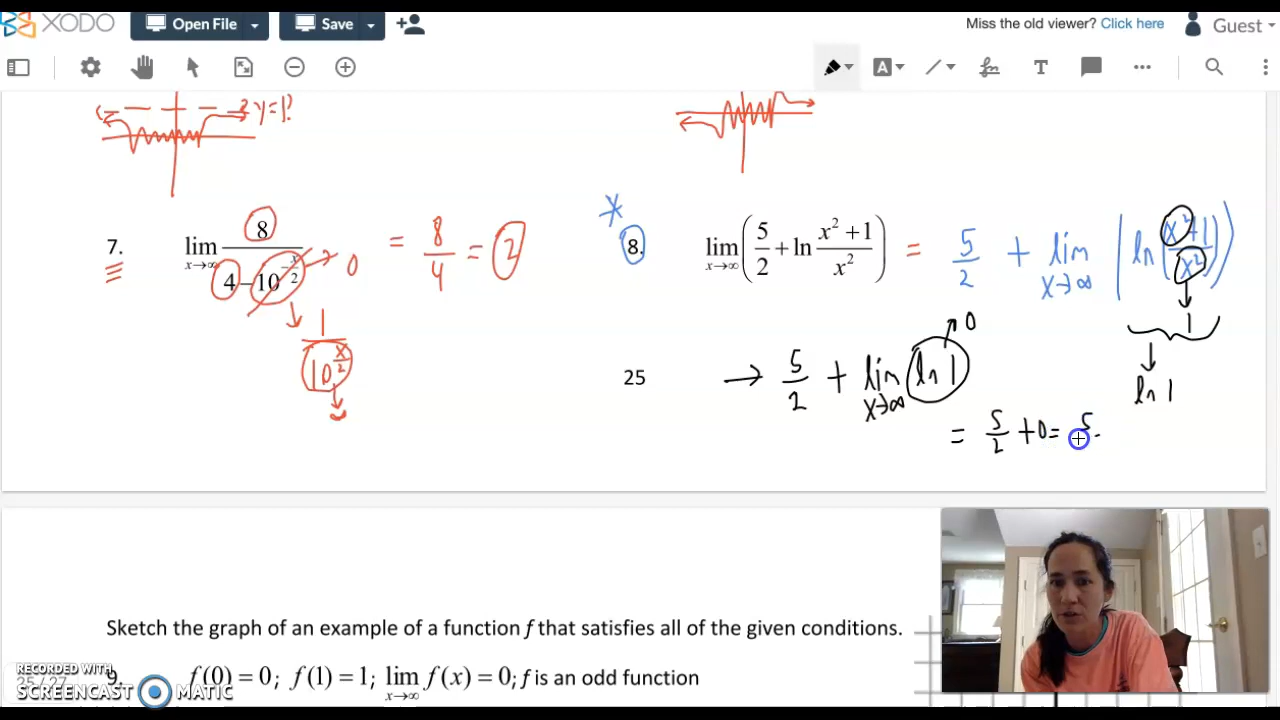 XODO Open File Save Miss the old viewer? Click here Guest
A T
y=1?
7. lim x→∞ 8 / (4 − 10^(−x/2)) → 0 = 8/4 = 2
1 / 10^(x/2)
* 8. lim x→∞ (5/2 + ln (x² + 1)/x²) = 5/2 + lim x→∞ (ln (x²+1)/(x²))
1
ln 1
25 → 5/2 + lim x→∞ ln 1 → 0
= 5/2 + 0 = 5
Sketch the graph of an example of a function f that satisfies all of the given conditions.
9. f(0) = 0; f(1) = 1; lim x→∞ f(x) = 0; f is an odd function
25 / 27
RECORDED WITH
SCREENCAST MATIC